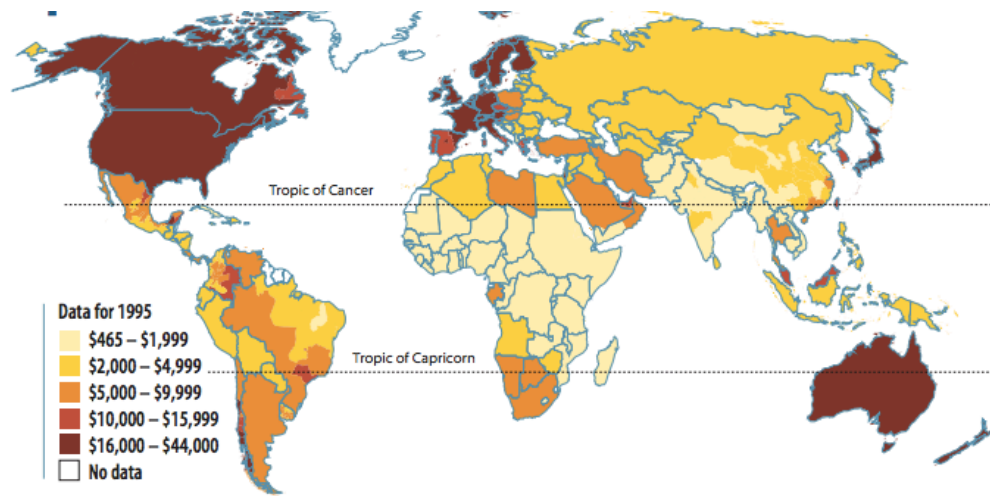 Tropic of Cancer
Tropic of Capricorn
Data for 1995
$465 – $1,999
$2,000 – $4,999
$5,000 – $9,999
$10,000 – $15,999
$16,000 – $44,000
No data